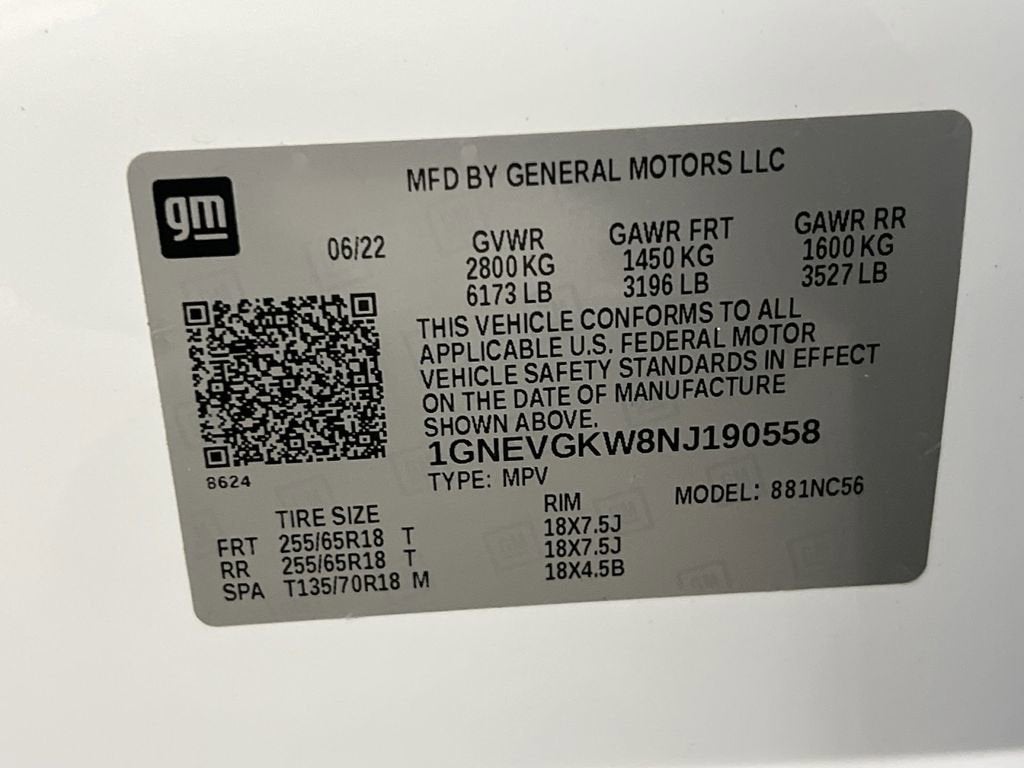 MFD BY GENERAL MOTORS LLC
gm
06/22
GVWR GAWR FRT GAWR RR
2800 KG 1450 KG 1600 KG
6173 LB 3196 LB 3527 LB
THIS VEHICLE CONFORMS TO ALL
APPLICABLE U.S. FEDERAL MOTOR
VEHICLE SAFETY STANDARDS IN EFFECT
ON THE DATE OF MANUFACTURE
SHOWN ABOVE.
1GNEVGKW8NJ190558
8624
TYPE: MPV MODEL: 881NC56
TIRE SIZE RIM
FRT 255/65R18 T 18X7.5J
RR 255/65R18 T 18X7.5J
SPA T135/70R18 M 18X4.5B